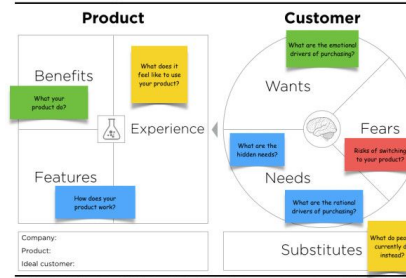 Product
Customer
Benefits
What your
product do?
What does it
feel like to use
your product?
Experience
Features
How does your
product work?
What are the emotional
drivers of purchasing?
Wants
Fears
Risks of switching
to your product?
What are the
hidden needs?
Needs
What are the rational
drivers of purchasing?
Company:
Product:
Ideal customer:
Substitutes
What do
currently
instead?